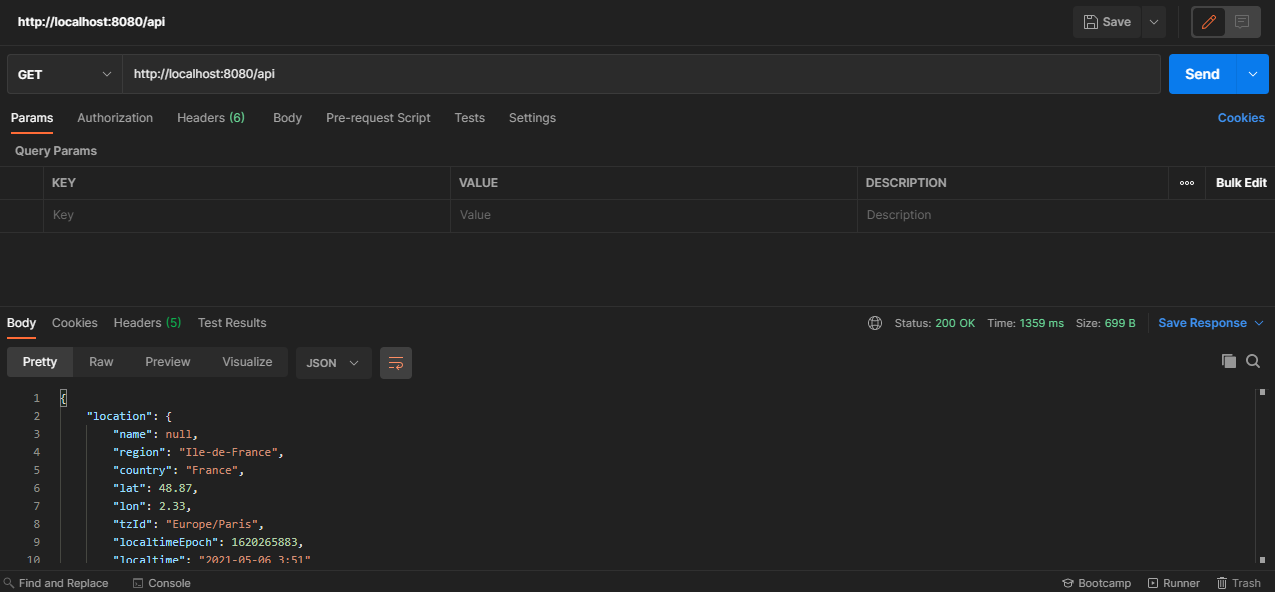 http://localhost:8080/api
Save
GET
http://localhost:8080/api
Send
Params Authorization Headers (6) Body Pre-request Script Tests Settings Cookies
Query Params
KEY VALUE DESCRIPTION Bulk Edit
Key Value Description
Body Cookies Headers (5) Test Results Status: 200 OK Time: 1359 ms Size: 699 B Save Response
Pretty Raw Preview Visualize JSON
1 {
2 "location": {
3 "name": null,
4 "region": "Ile-de-France",
5 "country": "France",
6 "lat": 48.87,
7 "lon": 2.33,
8 "tzId": "Europe/Paris",
9 "localtimeEpoch": 1620265883,
10 "localtime": "2021-05-06 3:51"
Find and Replace Console Bootcamp Runner Trash